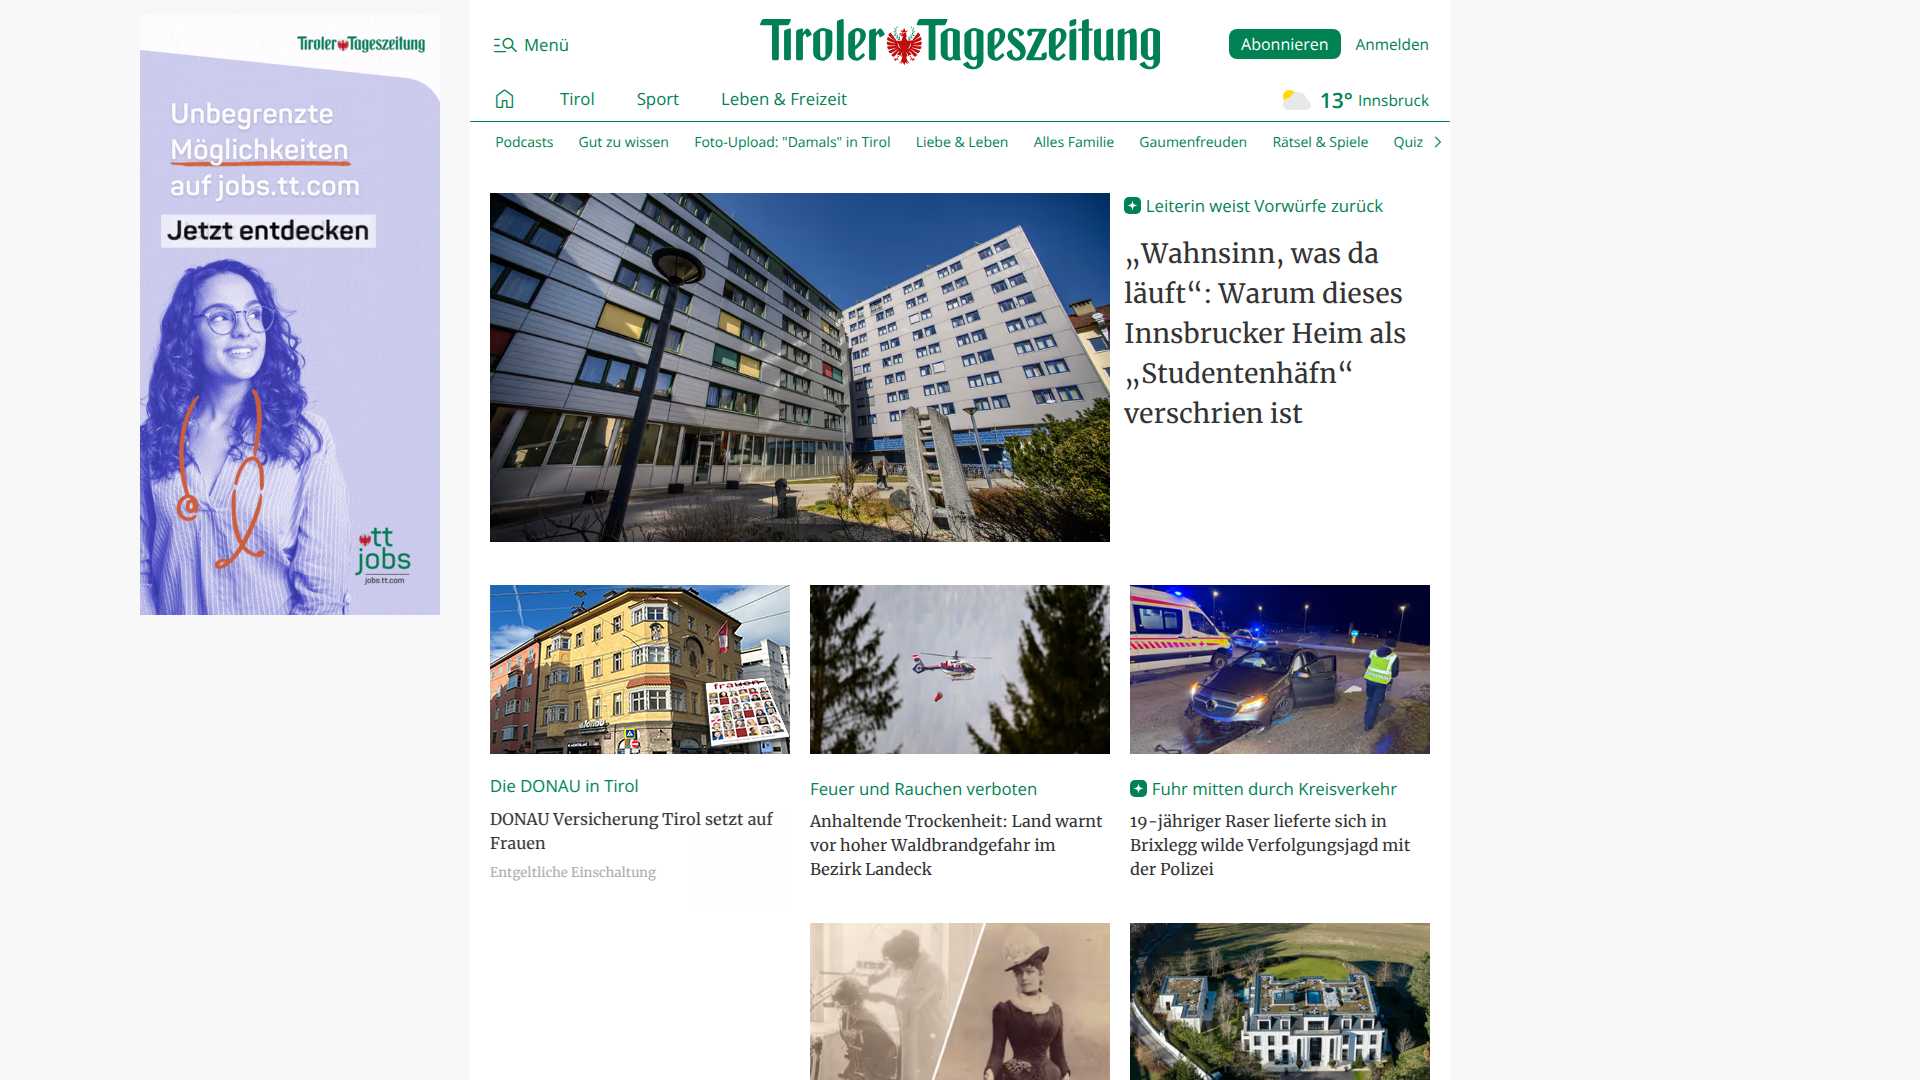 Tiroler Tageszeitung
Unbegrenzte
Möglichkeiten
auf jobs.tt.com
Jetzt entdecken
tt
jobs
jobs.tt.com
Menü
Tiroler Tageszeitung
Abonnieren
Anmelden
Tirol
Sport
Leben & Freizeit
13° Innsbruck
Podcasts
Gut zu wissen
Foto-Upload: "Damals" in Tirol
Liebe & Leben
Alles Familie
Gaumenfreuden
Rätsel & Spiele
Quiz
Leiterin weist Vorwürfe zurück
„Wahnsinn, was da
läuft“: Warum dieses
Innsbrucker Heim als
„Studentenhäfn“
verschrien ist
frauen
donau
Die DONAU in Tirol
DONAU Versicherung Tirol setzt auf
Frauen
Entgeltliche Einschaltung
Feuer und Rauchen verboten
Anhaltende Trockenheit: Land warnt
vor hoher Waldbrandgefahr im
Bezirk Landeck
Fuhr mitten durch Kreisverkehr
19-jähriger Raser lieferte sich in
Brixlegg wilde Verfolgungsjagd mit
der Polizei